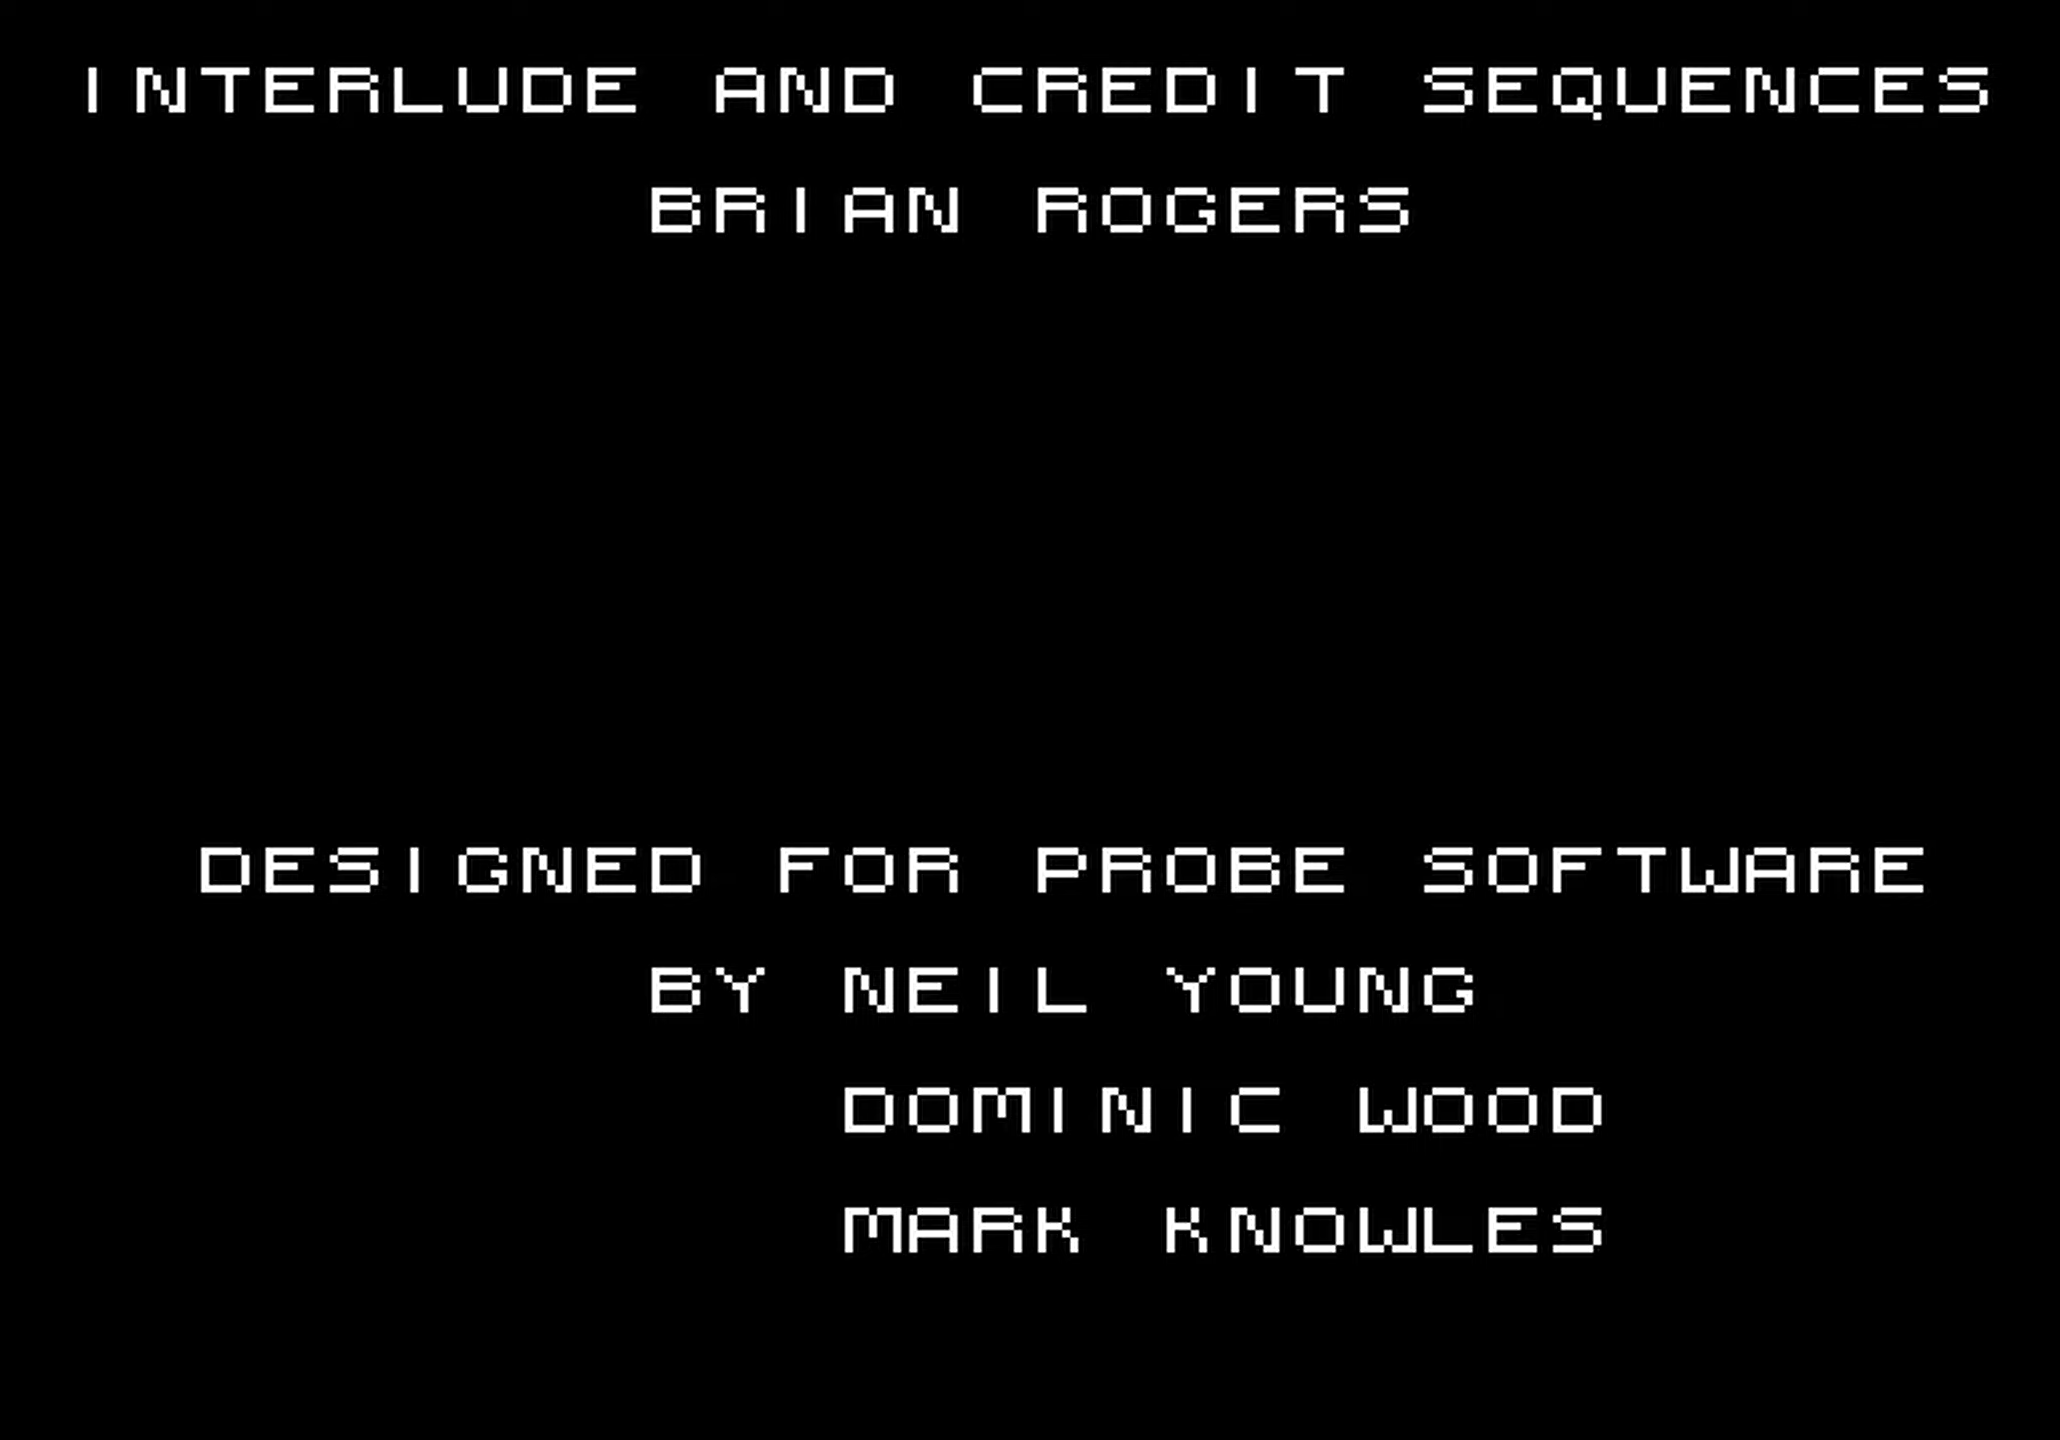 INTERLUDE AND CREDIT SEQUENCES
BRIAN ROGERS
DESIGNED FOR PROBE SOFTWARE
BY NEIL YOUNG
DOMINIC WOOD
MARK KNOWLES